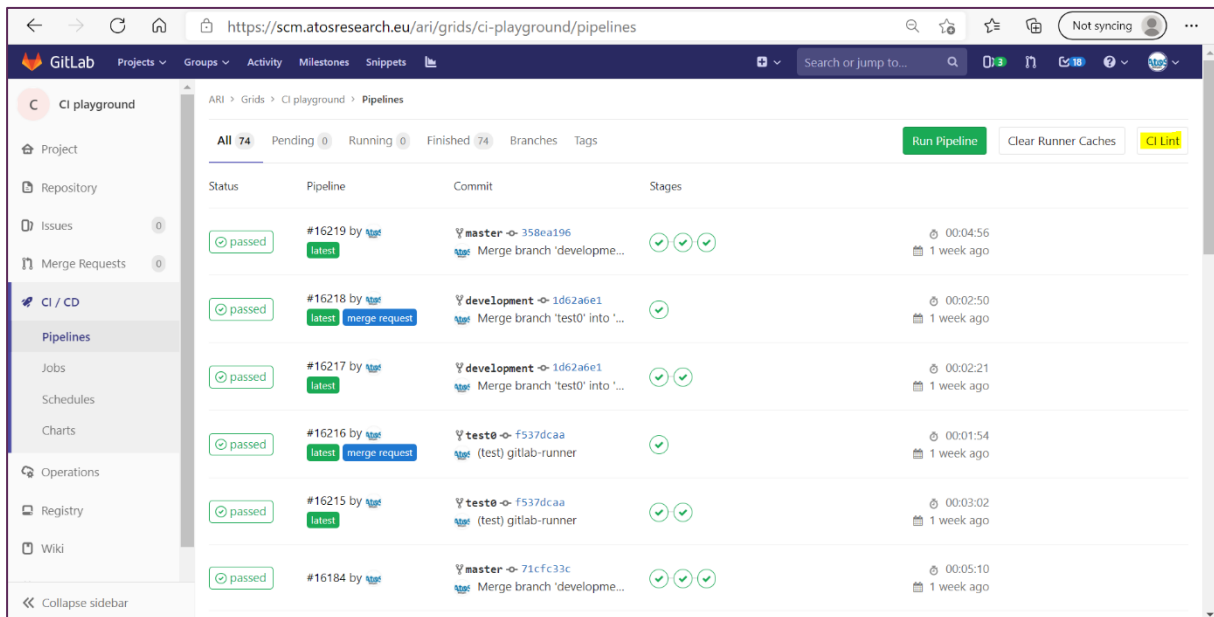 https://scm.atosresearch.eu/ari/grids/ci-playground/pipelines Not syncing
GitLab Projects Groups Activity Milestones Snippets Search or jump to... 3 18 Atos
C CI playground
ARI > Grids > CI playground > Pipelines
All 74 Pending 0 Running 0 Finished 74 Branches Tags Run Pipeline Clear Runner Caches CI Lint
Project
Repository
Issues 0
Merge Requests 0
CI / CD
Pipelines
Jobs
Schedules
Charts
Operations
Registry
Wiki
Collapse sidebar
Status Pipeline Commit Stages
passed #16219 by Atos master 358ea196 00:04:56
latest Merge branch 'developme... 1 week ago
passed #16218 by Atos development 1d62a6e1 00:02:50
latest merge request Merge branch 'test0' into '... 1 week ago
passed #16217 by Atos development 1d62a6e1 00:02:21
latest Merge branch 'test0' into '... 1 week ago
passed #16216 by Atos test0 f537dcaa 00:01:54
latest merge request (test) gitlab-runner 1 week ago
passed #16215 by Atos test0 f537dcaa 00:03:02
latest (test) gitlab-runner 1 week ago
passed #16184 by Atos master 71cfc33c 00:05:10
Merge branch 'developme... 1 week ago